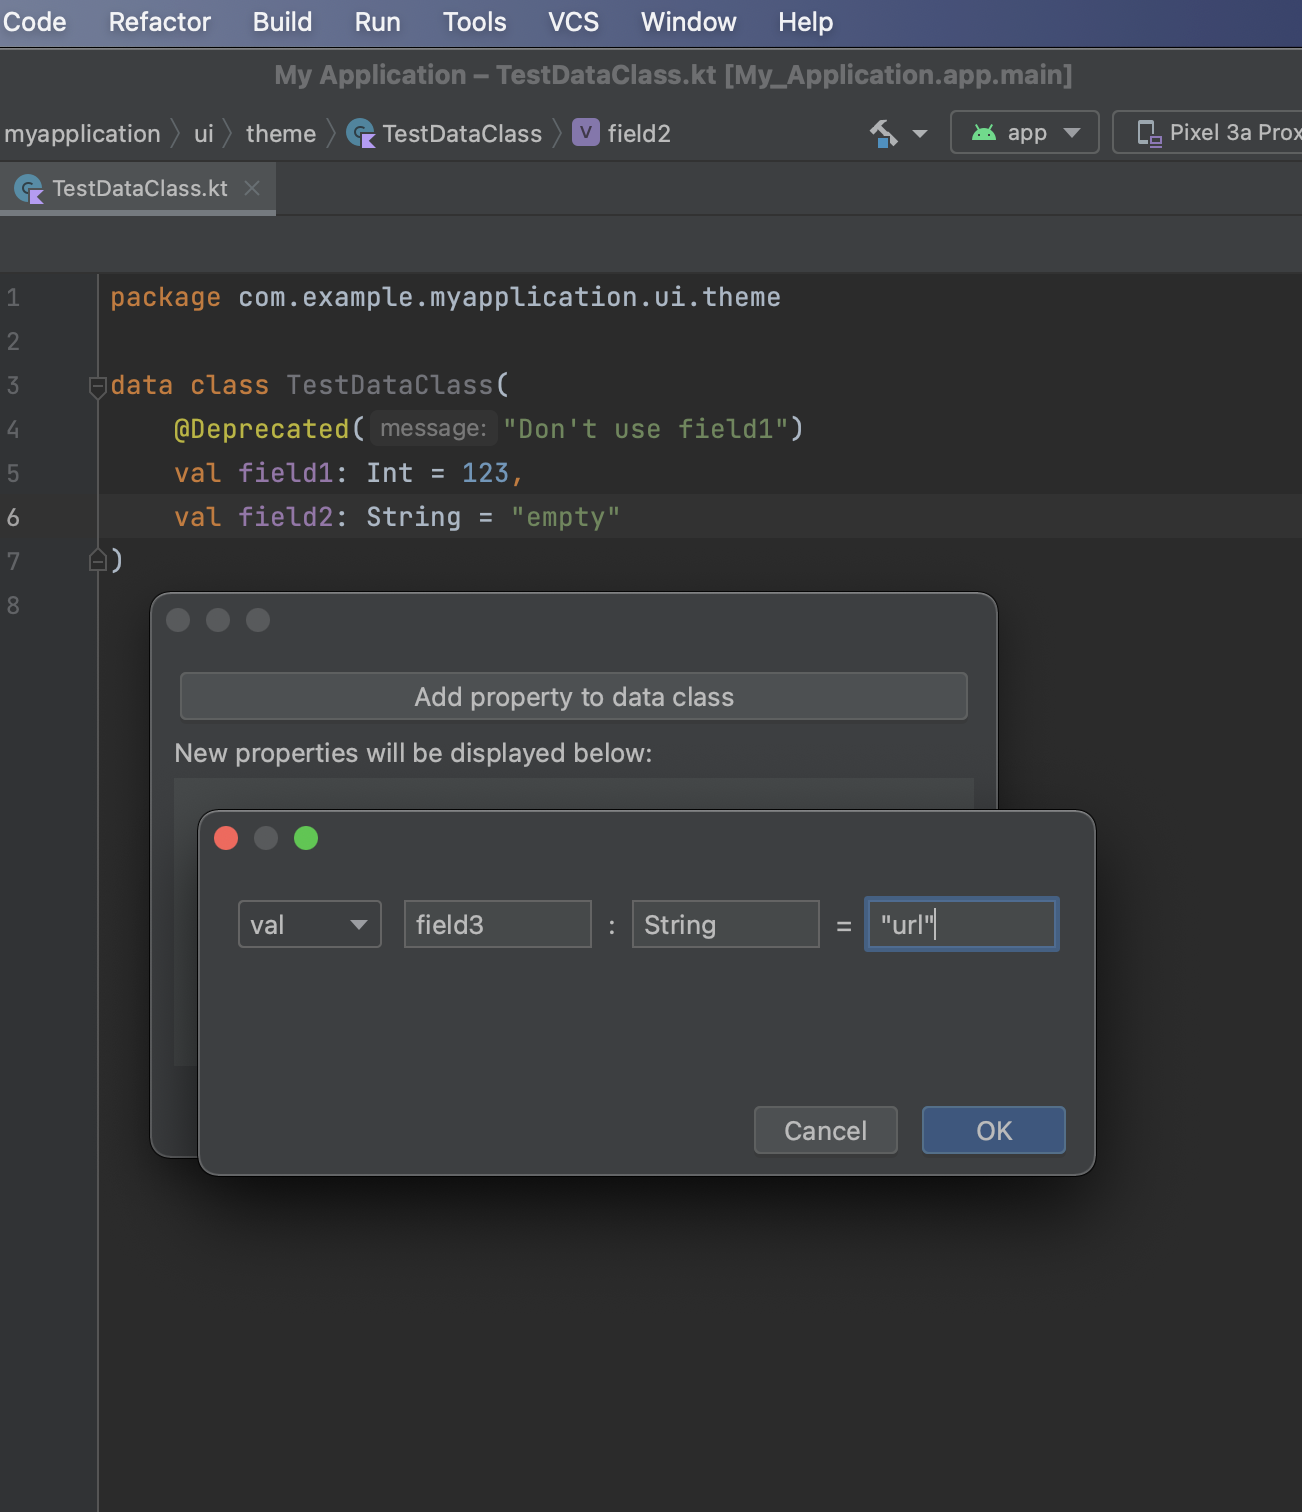 Code Refactor Build Run Tools VCS Window Help
My Application – TestDataClass.kt [My_Application.app.main]
myapplication ui theme TestDataClass V field2 app Pixel 3a Prox
TestDataClass.kt
1 package com.example.myapplication.ui.theme
2
3 data class TestDataClass(
4 @Deprecated( message: "Don't use field1")
5 val field1: Int = 123,
6 val field2: String = "empty"
7 )
8
Add property to data class
New properties will be displayed below:
val field3 : String = "url"
Cancel OK